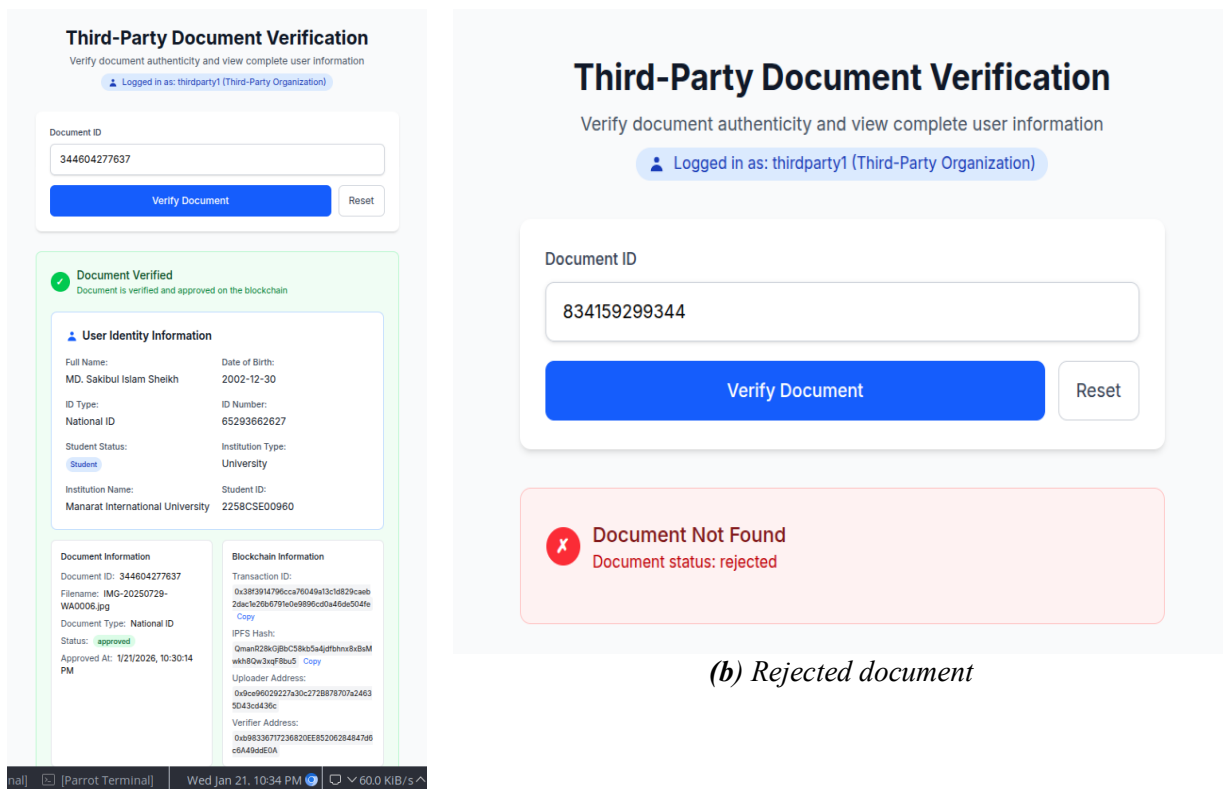 Third-Party Document Verification
Verify document authenticity and view complete user information
Logged in as: thirdparty1 (Third-Party Organization)
Document ID
344604277637
Verify Document
Reset
✓
Document Verified
Document is verified and approved on the blockchain
User Identity Information
Full Name:
Date of Birth:
MD. Sakibul Islam Sheikh
2002-12-30
ID Type:
ID Number:
National ID
65293662627
Student Status:
Institution Type:
Student
University
Institution Name:
Student ID:
Manarat International University
2258CSE00960
Document Information
Document ID: 344604277637
Filename: IMG-20250729-
WA0006.jpg
Document Type: National ID
Status: approved
Approved At: 1/21/2026, 10:30:14
PM
Blockchain Information
Transaction ID:
0x38f3914796cca76049a13c1d829caeb
2dac1e26b6791e0e9896cd0a46de504fe
Copy
IPFS Hash:
QmanR28kGjBbC58kb5a4jdfbhnx8xBsM
wkh8Qw3xqF8bu5 Copy
Uploader Address:
0x9ce96029227a30c272B878707a2463
5D43cd436c
Verifier Address:
0xb98336717236820EE85206284847d6
c6A49ddE0A
nal]
[Parrot Terminal]
Wed Jan 21, 10:34 PM
60.0 KiB/s
Third-Party Document Verification
Verify document authenticity and view complete user information
Logged in as: thirdparty1 (Third-Party Organization)
Document ID
834159299344
Verify Document
Reset
✗
Document Not Found
Document status: rejected
(b) Rejected document